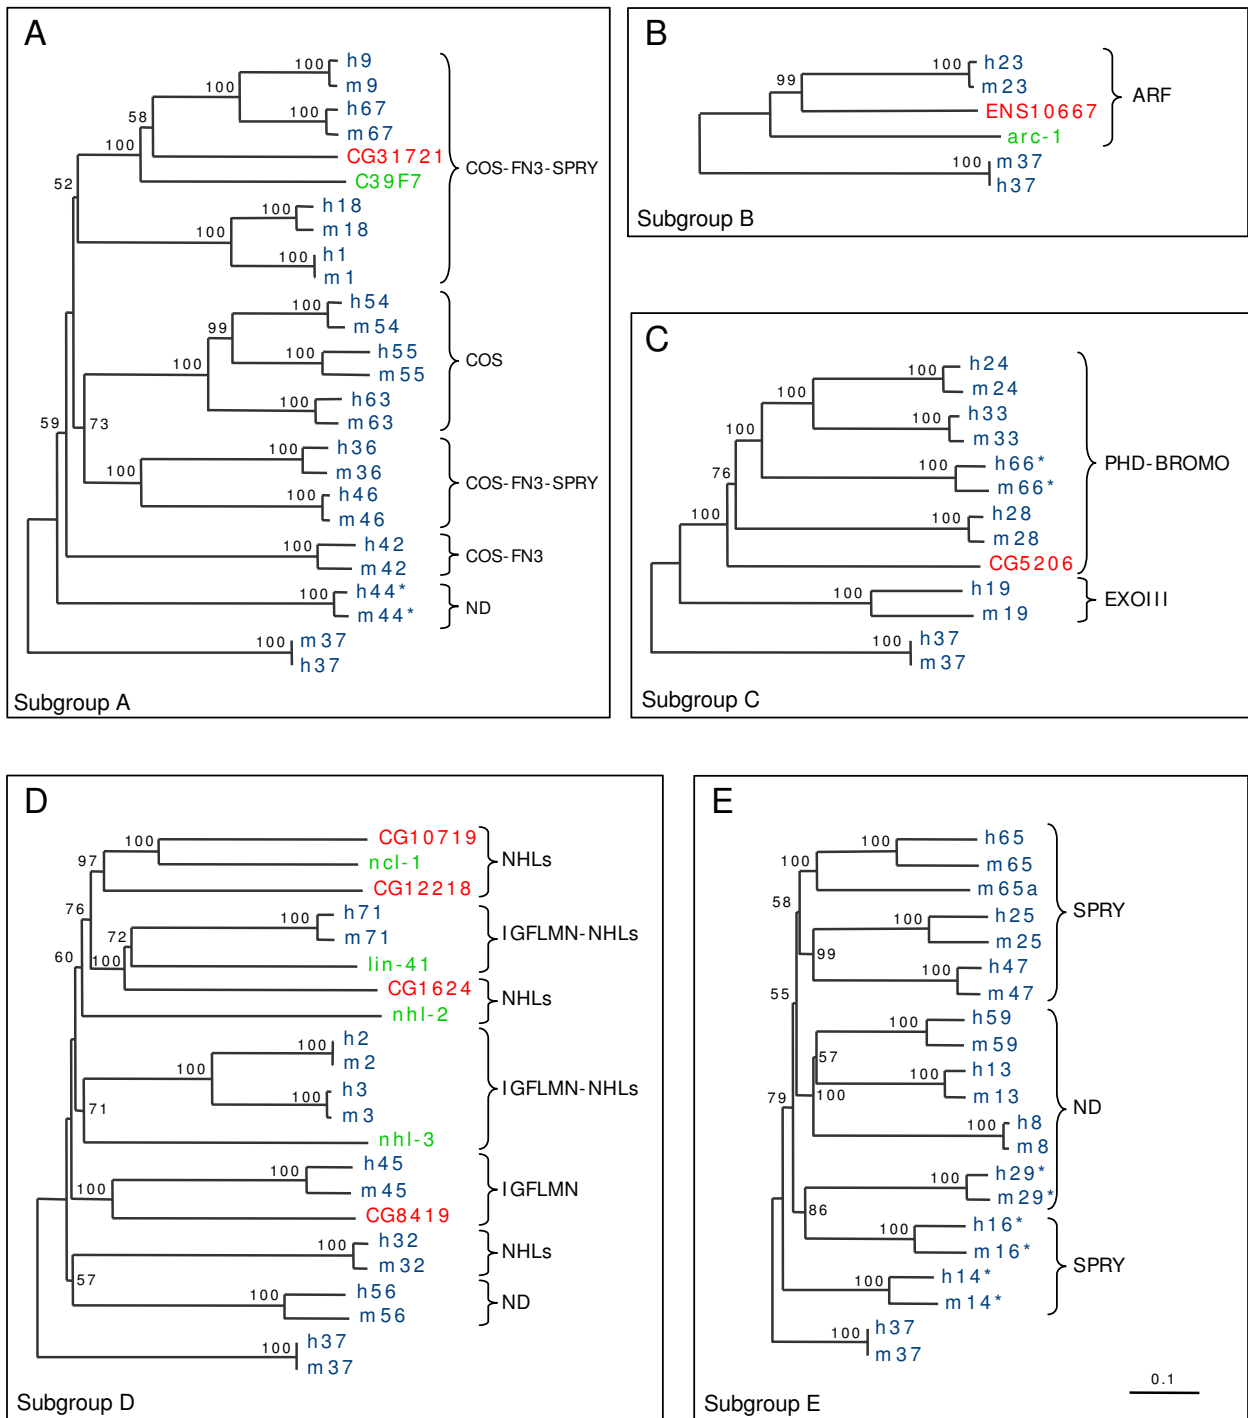 A
100
h9
m9
100
100
h67
m67
58
100
CG31721
C39F7
COS-FN3-SPRY
52
100
h18
m18
100
100
h1
m1
100
h54
m54
99
100
h55
m55
100
COS
100
h63
m63
59
73
100
h36
m36
100
100
h46
m46
COS-FN3-SPRY
100
h42
m42
COS-FN3
100
h44*
m44*
ND
100
m37
h37
Subgroup A
B
100
h23
m23
99
ENS10667
arc-1
ARF
100
m37
h37
Subgroup B
C
100
h24
m24
100
100
h33
m33
100
100
h66*
m66*
76
100
h28
m28
100
CG5206
PHD-BROMO
100
h19
m19
EXOIII
100
h37
m37
Subgroup C
D
100
CG10719
ncl-1
97
CG12218
NHLs
76
100
h71
m71
72
100
lin-41
IGFLMN-NHLs
60
CG1624
nhl-2
NHLs
100
h2
m2
100
100
h3
m3
71
nhl-3
IGFLMN-NHLs
100
h45
m45
100
CG8419
IGFLMN
100
h32
m32
NHLs
57
100
h56
m56
ND
100
h37
m37
Subgroup D
E
100
h65
m65
100
m65a
58
100
h25
m25
99
100
h47
m47
SPRY
55
100
h59
m59
57
100
h13
m13
100
79
100
h8
m8
100
h29*
m29*
ND
86
100
h16*
m16*
100
h14*
m14*
SPRY
100
h37
m37
0.1
Subgroup E